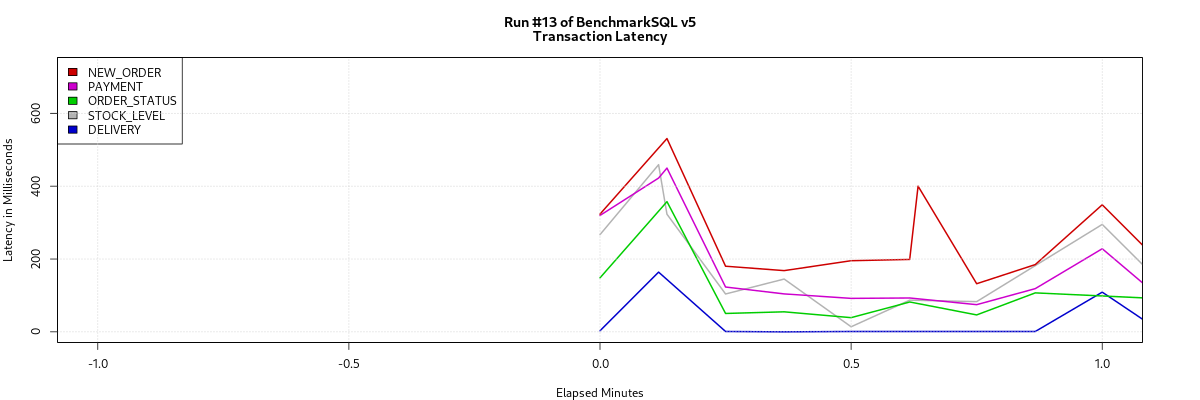 Run #13 of BenchmarkSQL v5
Transaction Latency
NEW_ORDER
PAYMENT
ORDER_STATUS
STOCK_LEVEL
DELIVERY
Latency in Milliseconds
600
400
200
0
-1.0 -0.5 0.0 0.5 1.0
Elapsed Minutes